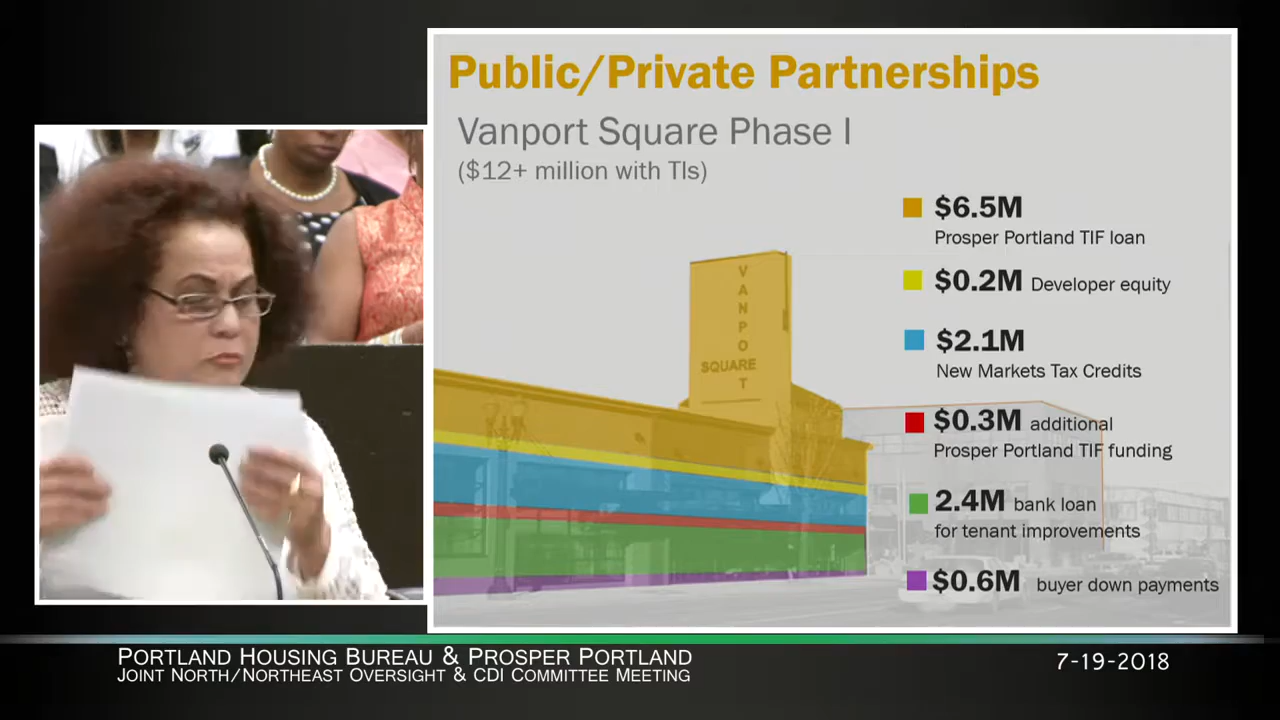 Public/Private Partnerships
Vanport Square Phase I
($12+ million with TIs)
$6.5M
Prosper Portland TIF loan
$0.2M Developer equity
$2.1M
New Markets Tax Credits
$0.3M additional
Prosper Portland TIF funding
2.4M bank loan
for tenant improvements
$0.6M buyer down payments
VANPORT
SQUARE
PORTLAND HOUSING BUREAU & PROSPER PORTLAND
JOINT NORTH/NORTHEAST OVERSIGHT & CDI COMMITTEE MEETING
7-19-2018